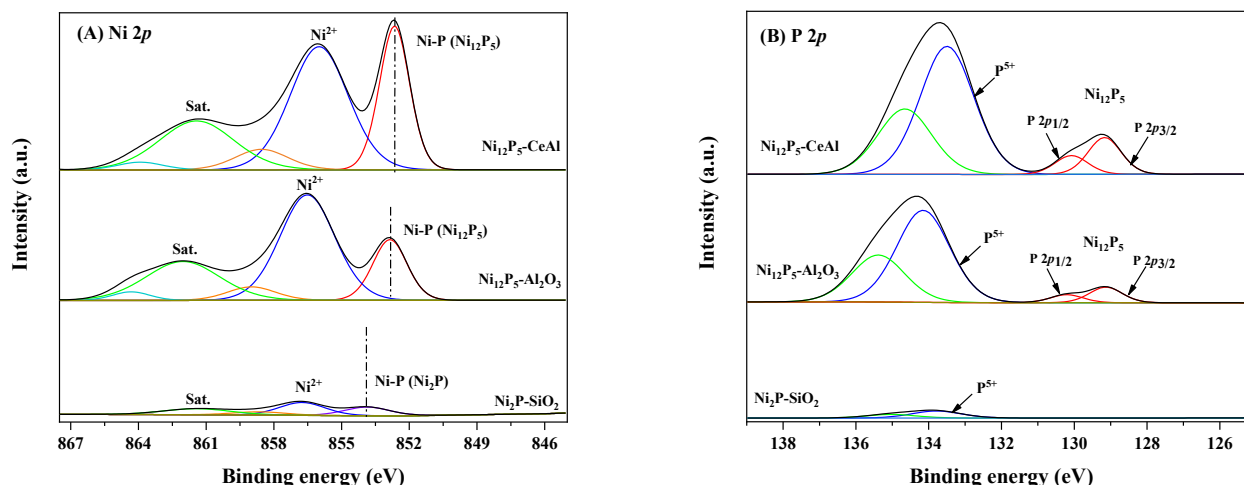 (A) Ni 2p
Ni²⁺
Ni-P (Ni₁₂P₅)
Sat.
Ni₁₂P₅-CeAl
Ni²⁺
Ni-P (Ni₁₂P₅)
Sat.
Ni₁₂P₅-Al₂O₃
Ni-P (Ni₂P)
Ni²⁺
Sat.
Ni₂P-SiO₂
Intensity (a.u.)
867 864 861 858 855 852 849 846
Binding energy (eV)
(B) P 2p
P⁵⁺
Ni₁₂P₅
P 2p₁/₂
P 2p₃/₂
Ni₁₂P₅-CeAl
P⁵⁺
Ni₁₂P₅
P 2p₁/₂
P 2p₃/₂
Ni₁₂P₅-Al₂O₃
P⁵⁺
Ni₂P-SiO₂
Intensity (a.u.)
138 136 134 132 130 128 126
Binding energy (eV)